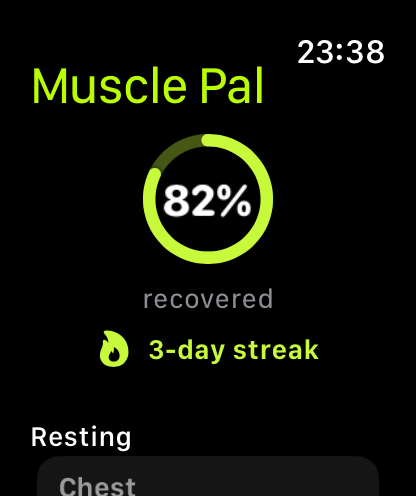 23:38
Muscle Pal
82%
recovered
3-day streak
Resting
Chest